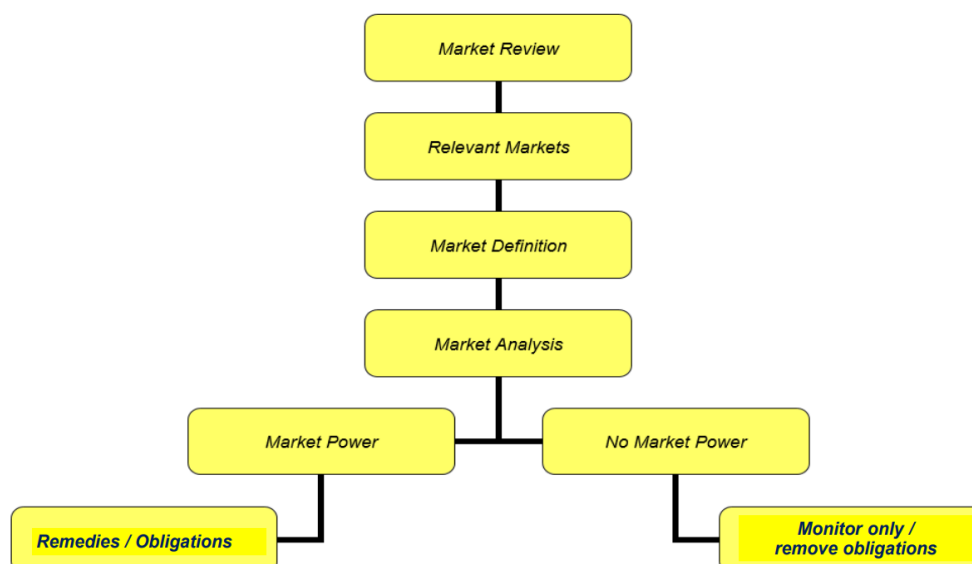 Market Review
Relevant Markets
Market Definition
Market Analysis
Market Power
No Market Power
Remedies / Obligations
Monitor only /
remove obligations